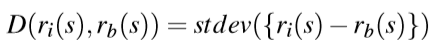 D(r_i(s), r_b(s)) = stdev({r_i(s) − r_b(s)})